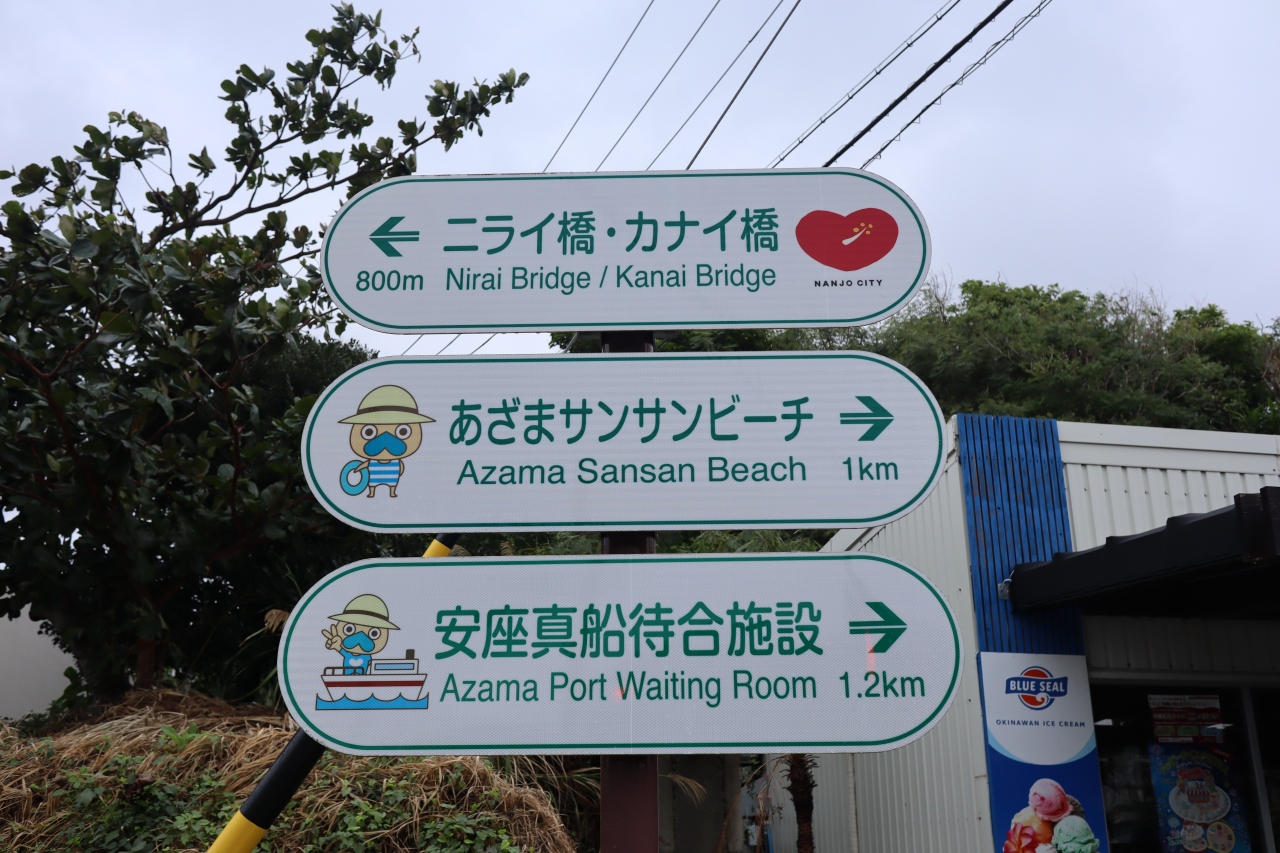 ニライ橋・カナイ橋
800m Nirai Bridge / Kanai Bridge
NANJO CITY
あざまサンサンビーチ
Azama Sansan Beach 1km
安座真船待合施設
Azama Port Waiting Room 1.2km
BLUE SEAL
OKINAWAN ICE CREAM